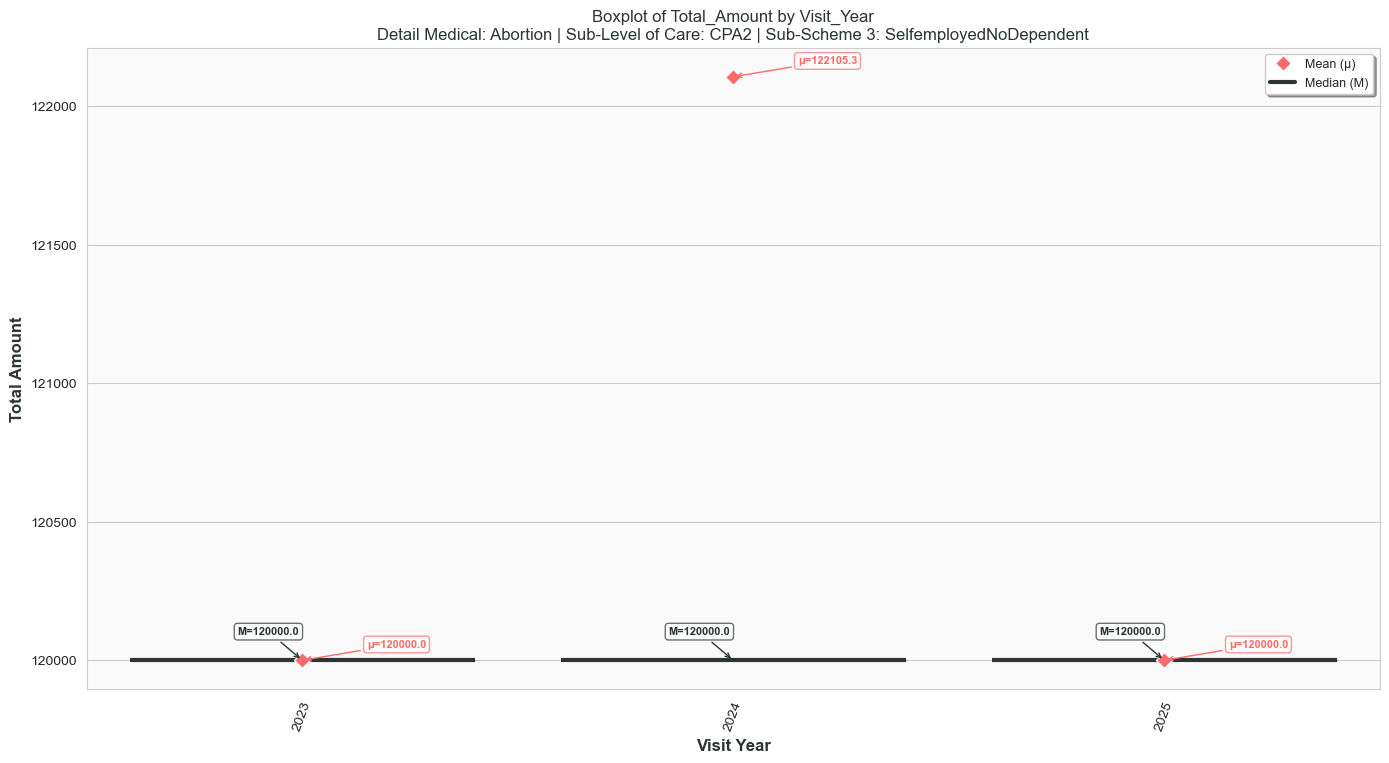 Boxplot of Total_Amount by Visit_Year
Detail Medical: Abortion | Sub-Level of Care: CPA2 | Sub-Scheme 3: SelfemployedNoDependent
μ=122105.3
Mean (μ)
Median (M)
122000
121500
121000
120500
120000
Total Amount
M=120000.0
μ=120000.0
M=120000.0
M=120000.0
μ=120000.0
2023
2024
2025
Visit Year